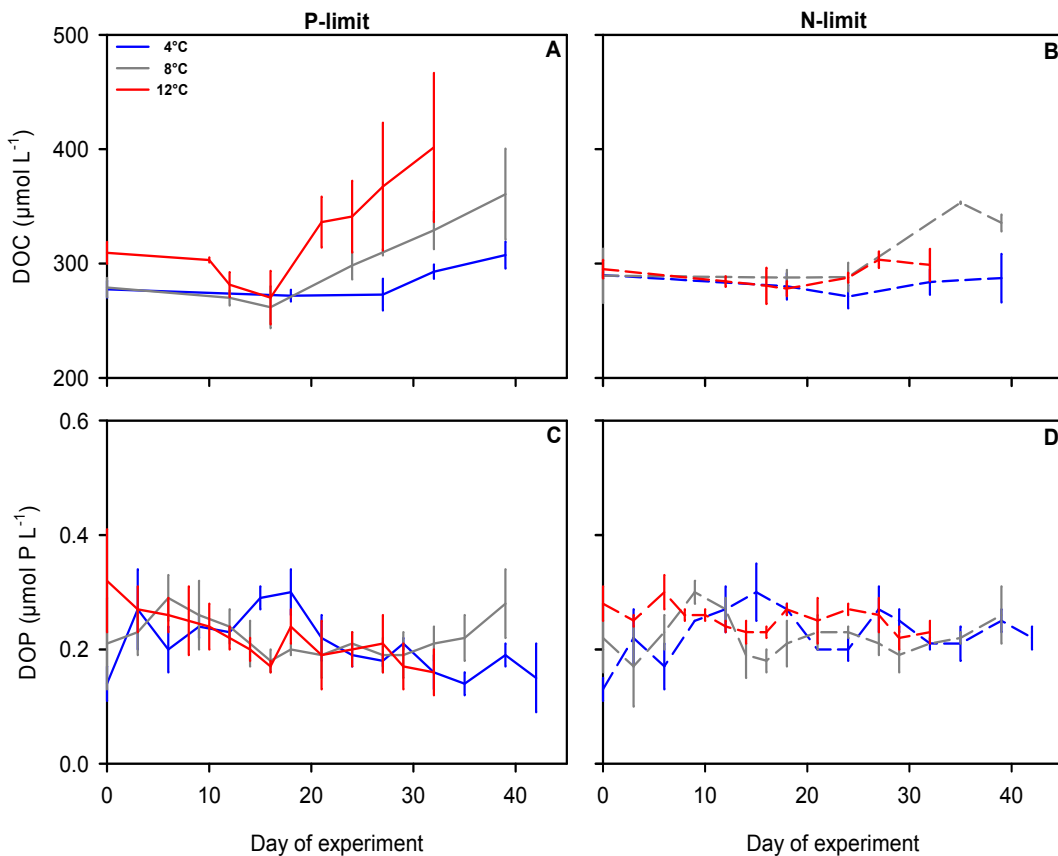 P-limit
N-limit
500
400
300
200
DOC (µmol L⁻¹)
4°C
8°C
12°C
A
B
0.6
0.4
0.2
0.0
DOP (µmol P L⁻¹)
C
D
0 10 20 30 40
0 10 20 30 40
Day of experiment
Day of experiment